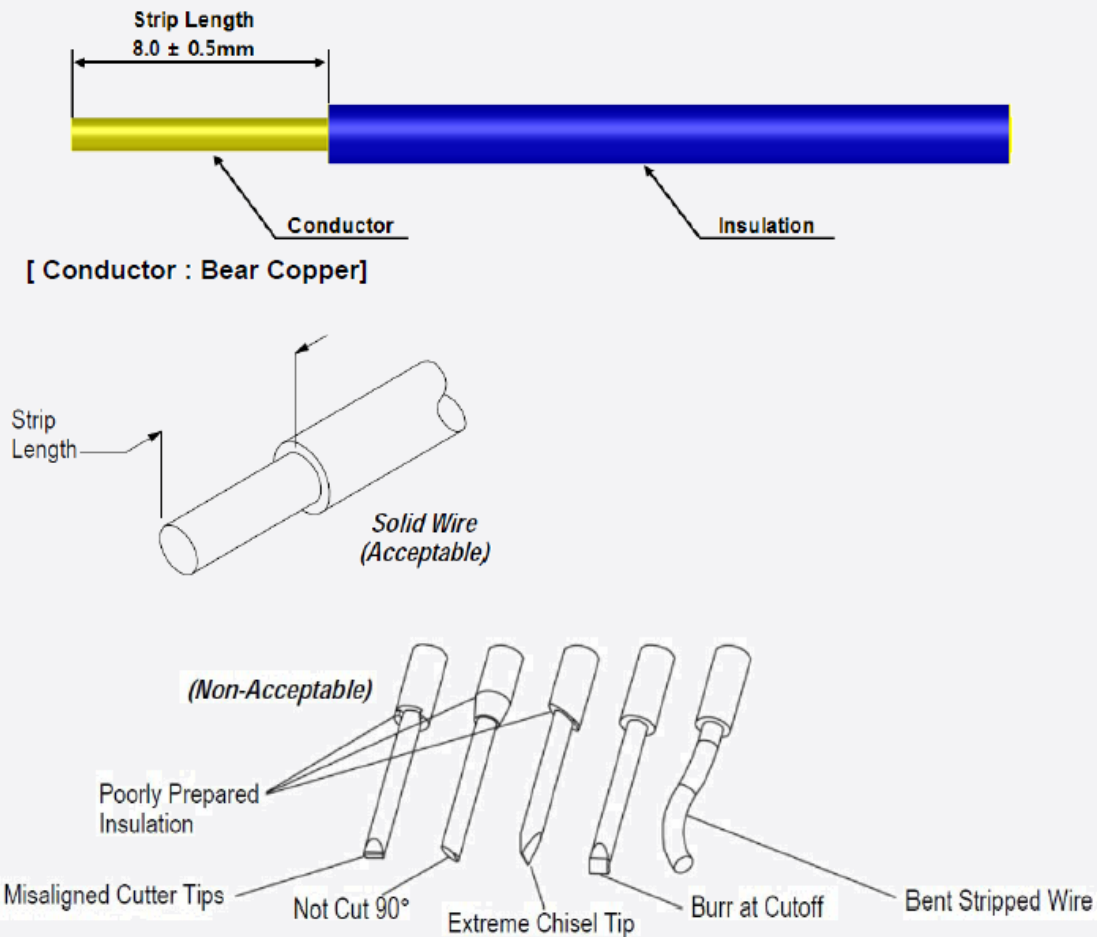 Strip Length
8.0 ± 0.5mm
Conductor
Insulation
[ Conductor : Bear Copper]
Strip
Length
Solid Wire
(Acceptable)
(Non-Acceptable)
Poorly Prepared
Insulation
Misaligned Cutter Tips
Not Cut 90°
Extreme Chisel Tip
Burr at Cutoff
Bent Stripped Wire